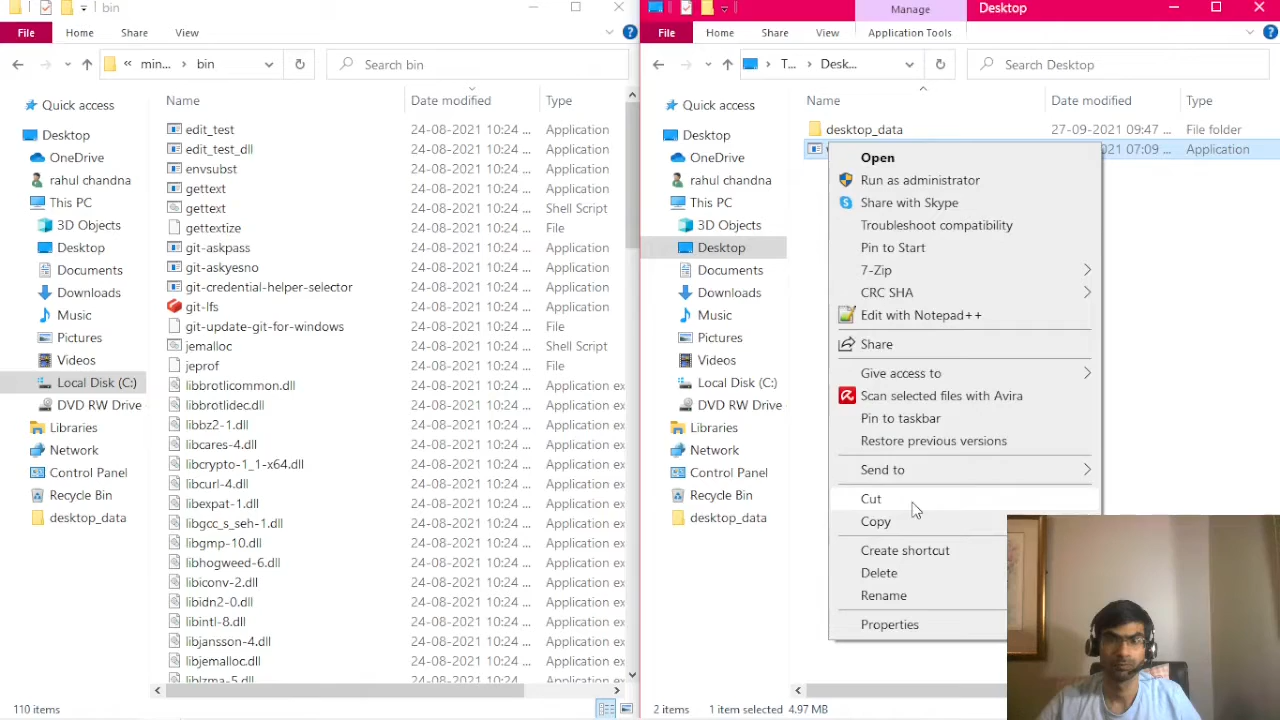 bin
File Home Share View
« min... › bin
Search bin
Quick access
Desktop
OneDrive
rahul chandna
This PC
3D Objects
Desktop
Documents
Downloads
Music
Pictures
Videos
Local Disk (C:)
DVD RW Drive
Libraries
Network
Control Panel
Recycle Bin
desktop_data
Name Date modified Type
edit_test 24-08-2021 10:24 ... Application
edit_test_dll 24-08-2021 10:24 ... Application
envsubst 24-08-2021 10:24 ... Application
gettext 24-08-2021 10:24 ... Application
gettext 24-08-2021 10:24 ... Shell Script
gettextize 24-08-2021 10:24 ... File
git-askpass 24-08-2021 10:24 ... Application
git-askyesno 24-08-2021 10:24 ... Application
git-credential-helper-selector 24-08-2021 10:24 ... Application
git-lfs 24-08-2021 10:24 ... Application
git-update-git-for-windows 24-08-2021 10:24 ... File
jemalloc 24-08-2021 10:24 ... Shell Script
jeprof 24-08-2021 10:24 ... File
libbrotlicommon.dll 24-08-2021 10:24 ... Application ex
libbrotlidec.dll 24-08-2021 10:24 ... Application ex
libbz2-1.dll 24-08-2021 10:24 ... Application ex
libcares-4.dll 24-08-2021 10:24 ... Application ex
libcrypto-1_1-x64.dll 24-08-2021 10:24 ... Application ex
libcurl-4.dll 24-08-2021 10:24 ... Application ex
libexpat-1.dll 24-08-2021 10:24 ... Application ex
libgcc_s_seh-1.dll 24-08-2021 10:24 ... Application ex
libgmp-10.dll 24-08-2021 10:24 ... Application ex
libhogweed-6.dll 24-08-2021 10:24 ... Application ex
libiconv-2.dll 24-08-2021 10:24 ... Application ex
libidn2-0.dll 24-08-2021 10:24 ... Application ex
libintl-8.dll 24-08-2021 10:24 ... Application ex
libjansson-4.dll 24-08-2021 10:24 ... Application ex
libjemalloc.dll 24-08-2021 10:24 ... Application ex
liblzma-5.dll 24-08-2021 10:24 ... Application ex
110 items
Manage Desktop
File Home Share View Application Tools
T... › Desk...
Search Desktop
Quick access
Desktop
OneDrive
rahul chandna
This PC
3D Objects
Desktop
Documents
Downloads
Music
Pictures
Videos
Local Disk (C:)
DVD RW Drive
Libraries
Network
Control Panel
Recycle Bin
desktop_data
Name Date modified Type
desktop_data 27-09-2021 09:47 ... File folder
021 07:09 ... Application
Open
Run as administrator
Share with Skype
Troubleshoot compatibility
Pin to Start
7-Zip
CRC SHA
Edit with Notepad++
Share
Give access to
Scan selected files with Avira
Pin to taskbar
Restore previous versions
Send to
Cut
Copy
Create shortcut
Delete
Rename
Properties
2 items 1 item selected 4.97 MB